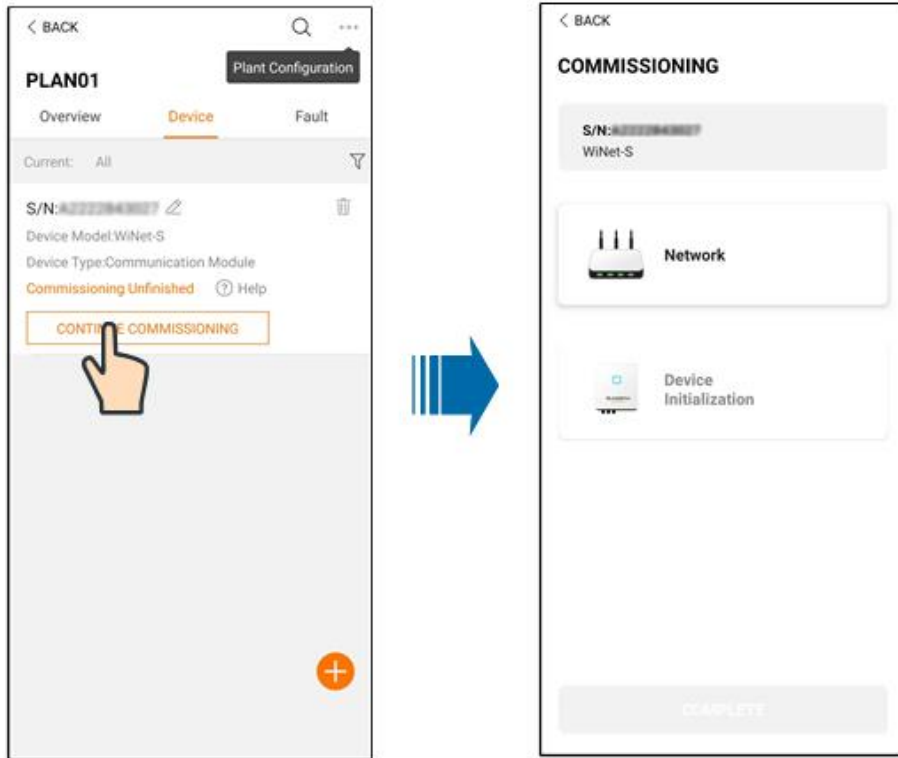 < BACK
Plant Configuration
PLAN01
Overview Device Fault
Current: All
S/N:
Device Model:WiNet-S
Device Type:Communication Module
Commissioning Unfinished ? Help
CONTINUE COMMISSIONING
< BACK
COMMISSIONING
S/N:
WiNet-S
Network
Device
Initialization
COMPLETE